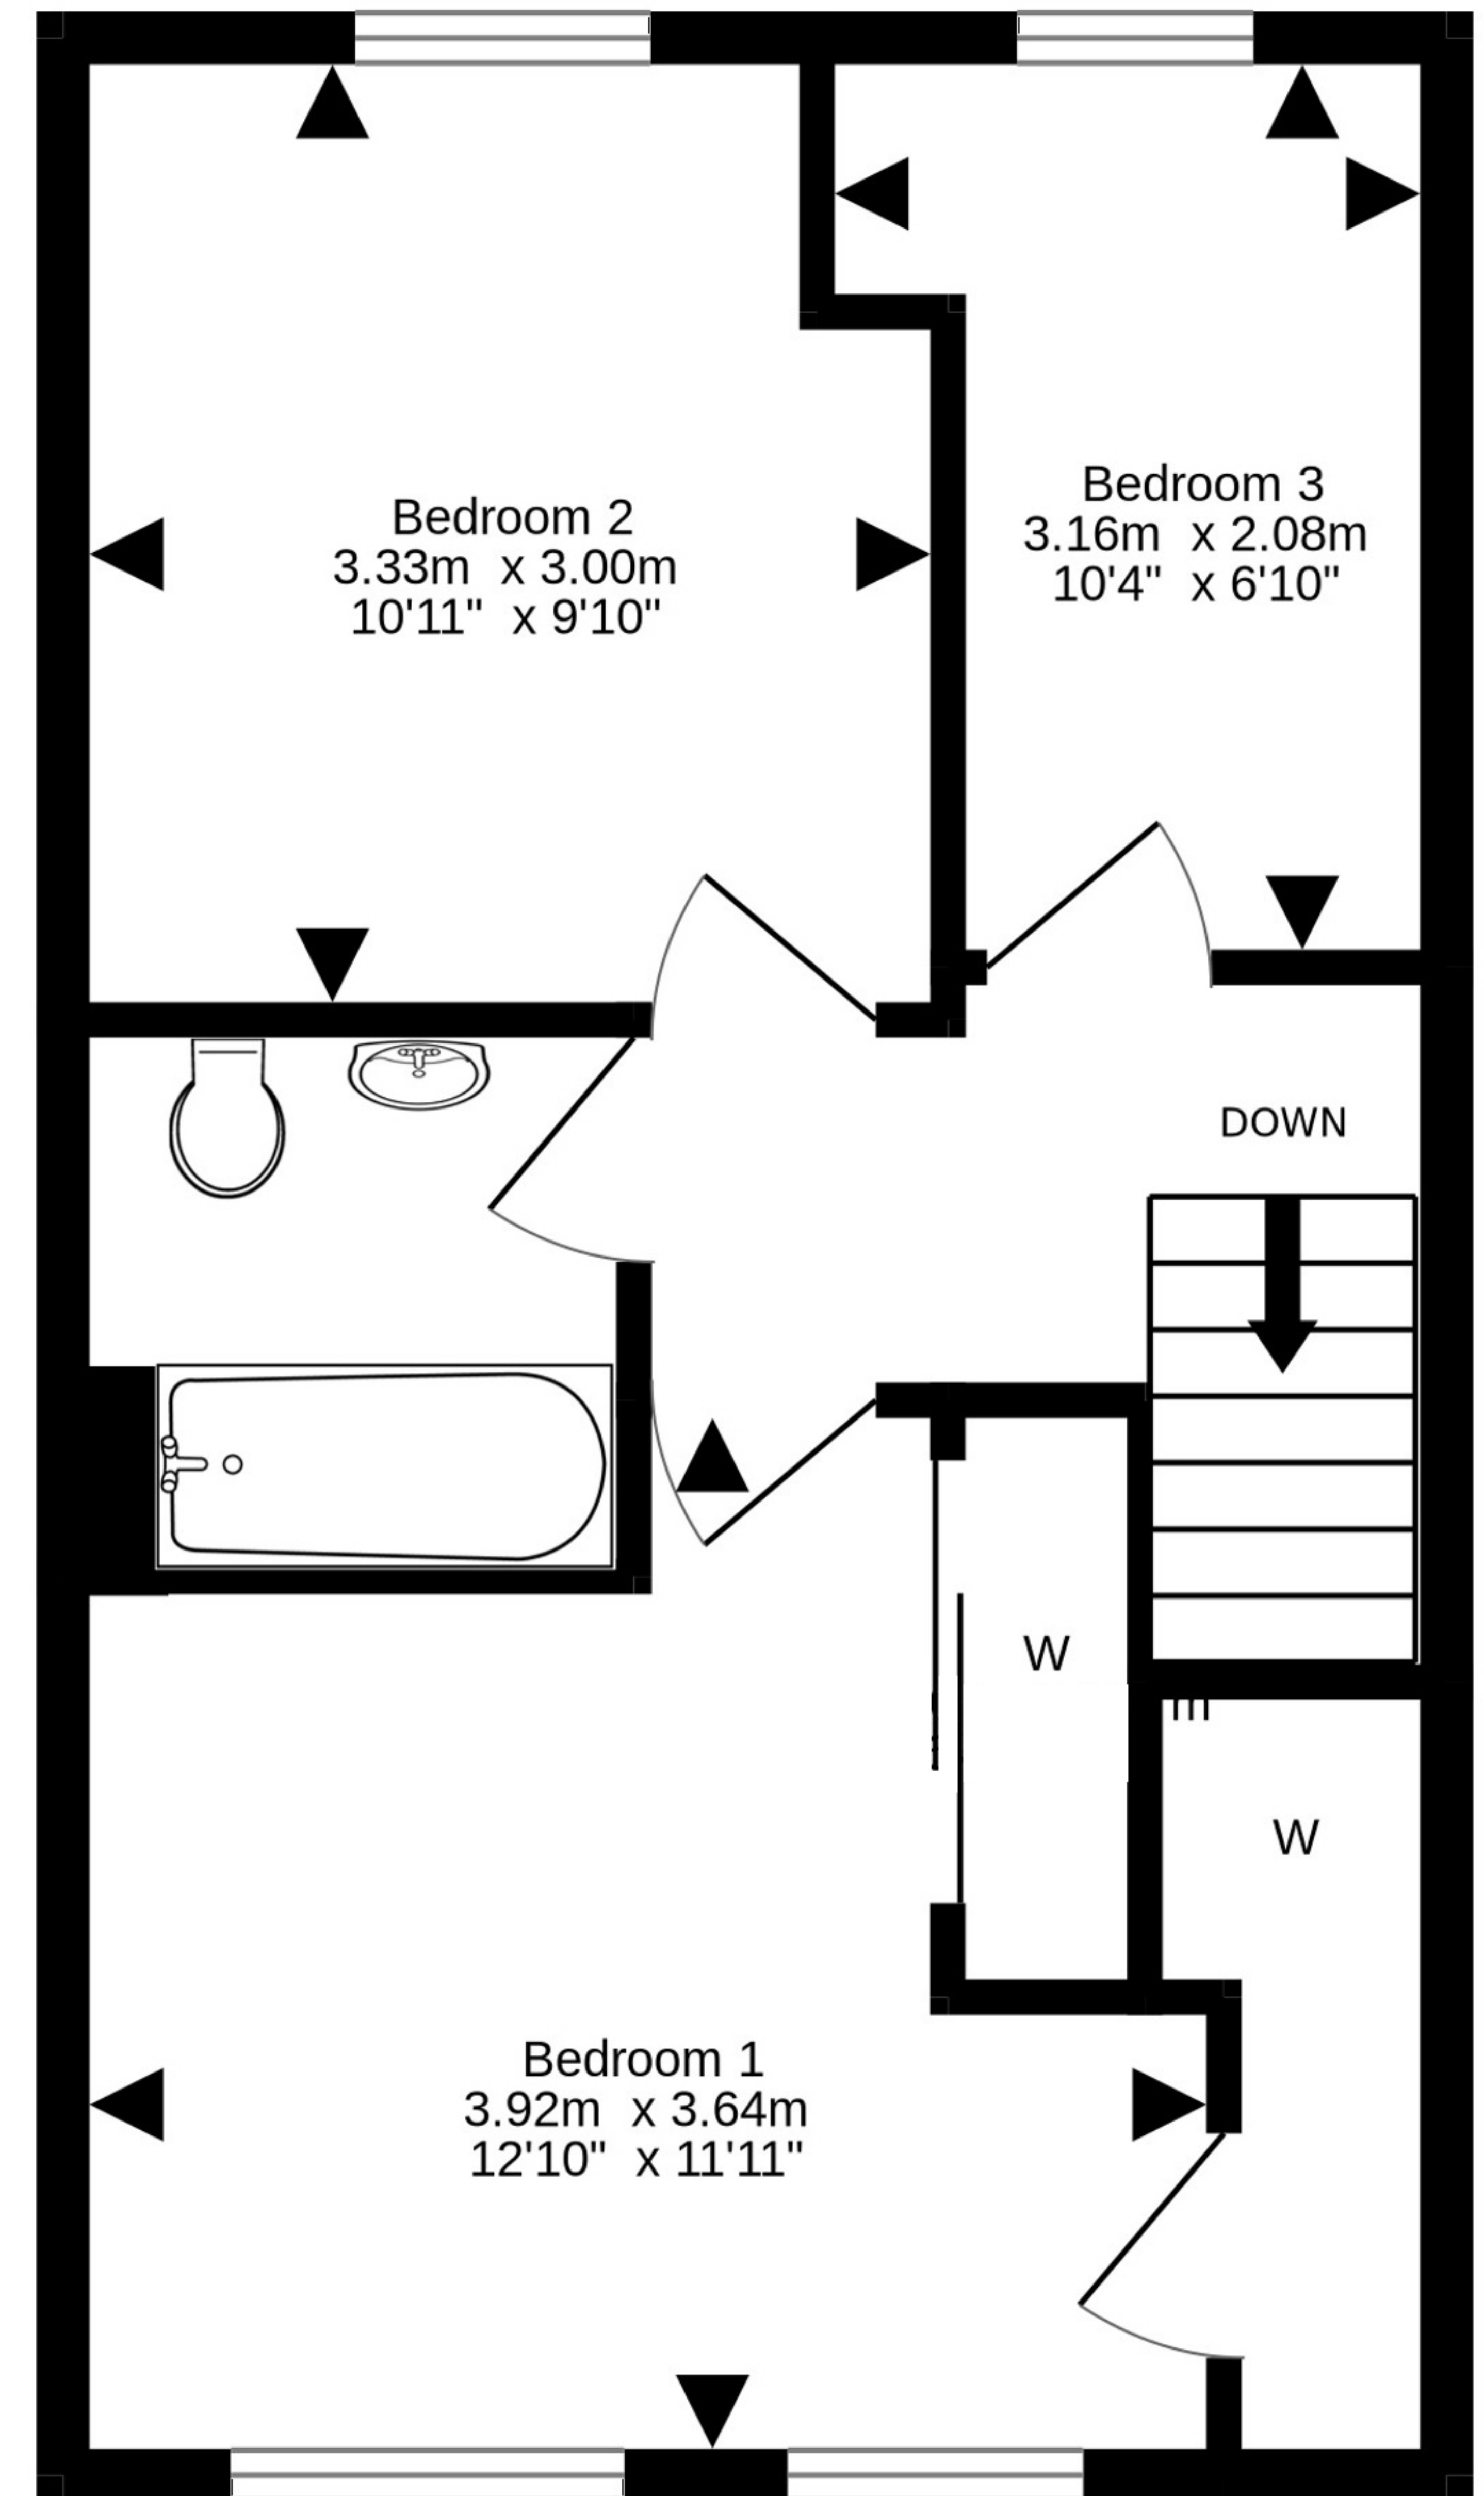 Bedroom 2
3.33m x 3.00m
10'11" x 9'10"
Bedroom 3
3.16m x 2.08m
10'4" x 6'10"
DOWN
W
m
W
Bedroom 1
3.92m x 3.64m
12'10" x 11'11"